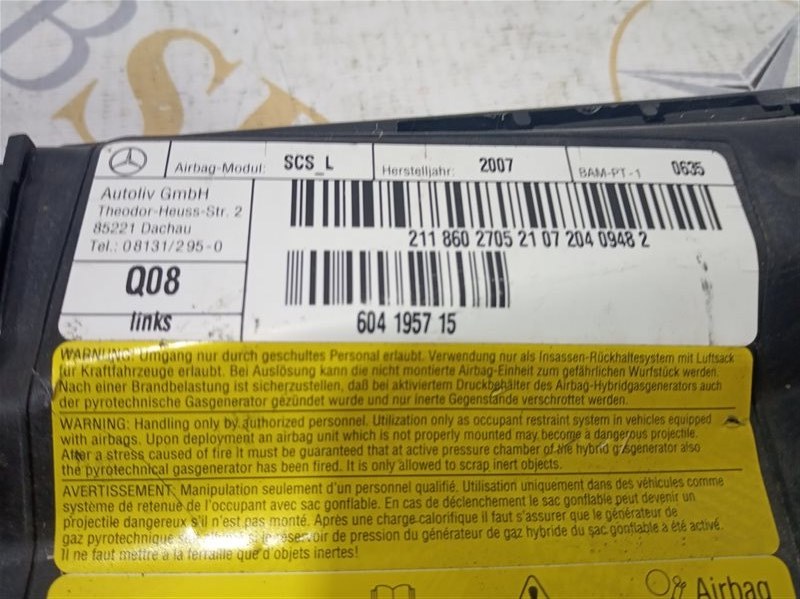 Airbag-Modul: SCS_L Herstelljahr: 2007 BAM-PT-1 0635
Autoliv GmbH
Theodor-Heuss-Str. 2
85221 Dachau
Tel.: 08131/295-0
211 860 2705 21 07 204 0948 2
Q08
links
604 1957 15
WARNUNG: Umgang nur durch geschultes Personal erlaubt. Verwendung nur als Insassen-Rückhaltesystem mit Luftsack
für Kraftfahrzeuge erlaubt. Bei Auslösung kann die nicht montierte Airbag-Einheit zum gefährlichen Wurfstück werden.
Nach einer Brandbelastung ist sicherzustellen, daß bei aktiviertem Druckbehälter des Airbag-Hybridgasgenerators auch
der pyrotechnische Gasgenerator gezündet wurde und nur inerte Gegenstände verschrottet werden.
WARNING: Handling only by authorized personnel. Utilization only as occupant restraint system in vehicles equipped
with airbags. Upon deployment an airbag unit which is not properly mounted may become a dangerous projectile.
After a stress caused of fire it must be guaranteed that at active pressure chamber of the hybrid gasgenerator also
the pyrotechnical gasgenerator has been fired. It is only allowed to scrap inert objects.
AVERTISSEMENT: Manipulation seulement d'un personnel qualifié. Utilisation uniquement dans des véhicules comme
système de retenue de l'occupant avec sac gonflable. En cas de déclenchement le sac gonflable peut devenir un
projectile dangereux s'il n'est pas monté. Après une charge calorifique il faut s'assurer que le générateur de
gaz pyrotechnique si le réservoir de pression du générateur de gaz hybride du sac gonflable a été activé.
Il ne faut mettre à la ferraille que d'objets inertes!
Airbag